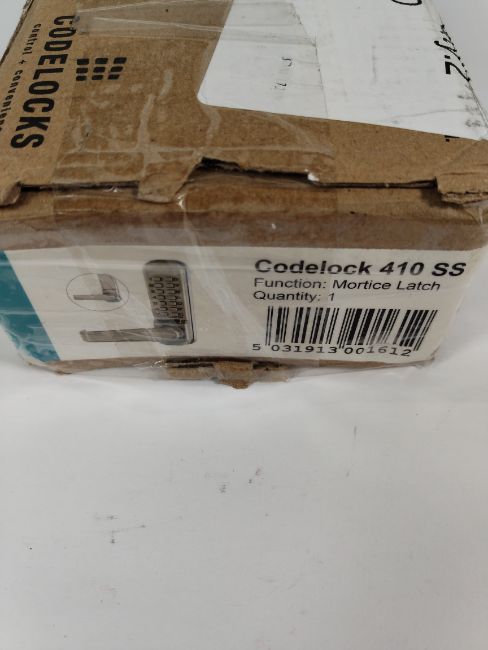 CODELOCKS
control + convenience
Codelock 410 SS
Function: Mortice Latch
Quantity: 1
5 031913 001612